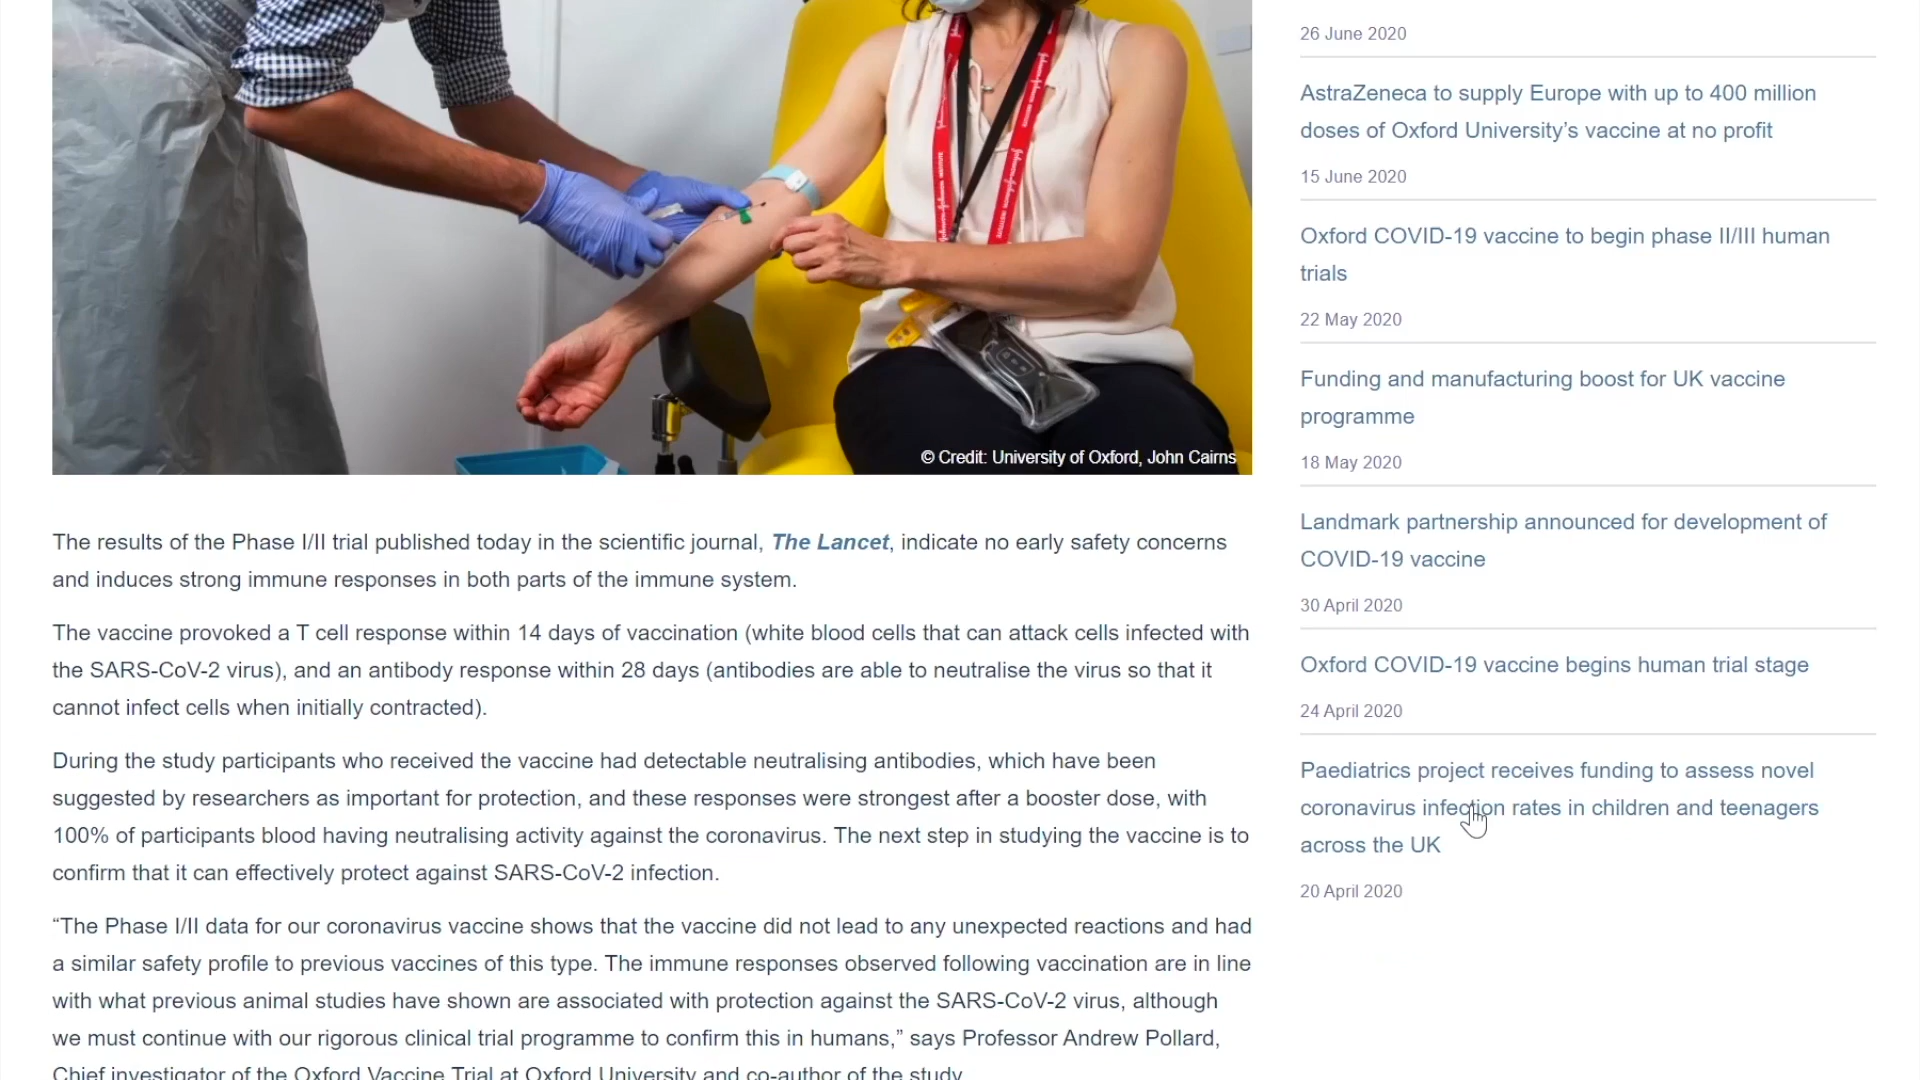 © Credit: University of Oxford, John Cairns
The results of the Phase I/II trial published today in the scientific journal, The Lancet, indicate no early safety concerns
and induces strong immune responses in both parts of the immune system.
The vaccine provoked a T cell response within 14 days of vaccination (white blood cells that can attack cells infected with
the SARS-CoV-2 virus), and an antibody response within 28 days (antibodies are able to neutralise the virus so that it
cannot infect cells when initially contracted).
During the study participants who received the vaccine had detectable neutralising antibodies, which have been
suggested by researchers as important for protection, and these responses were strongest after a booster dose, with
100% of participants blood having neutralising activity against the coronavirus. The next step in studying the vaccine is to
confirm that it can effectively protect against SARS-CoV-2 infection.
“The Phase I/II data for our coronavirus vaccine shows that the vaccine did not lead to any unexpected reactions and had
a similar safety profile to previous vaccines of this type. The immune responses observed following vaccination are in line
with what previous animal studies have shown are associated with protection against the SARS-CoV-2 virus, although
we must continue with our rigorous clinical trial programme to confirm this in humans,” says Professor Andrew Pollard,
Chief investigator of the Oxford Vaccine Trial at Oxford University and co-author of the study.
26 June 2020
AstraZeneca to supply Europe with up to 400 million
doses of Oxford University’s vaccine at no profit
15 June 2020
Oxford COVID-19 vaccine to begin phase II/III human
trials
22 May 2020
Funding and manufacturing boost for UK vaccine
programme
18 May 2020
Landmark partnership announced for development of
COVID-19 vaccine
30 April 2020
Oxford COVID-19 vaccine begins human trial stage
24 April 2020
Paediatrics project receives funding to assess novel
coronavirus infection rates in children and teenagers
across the UK
20 April 2020